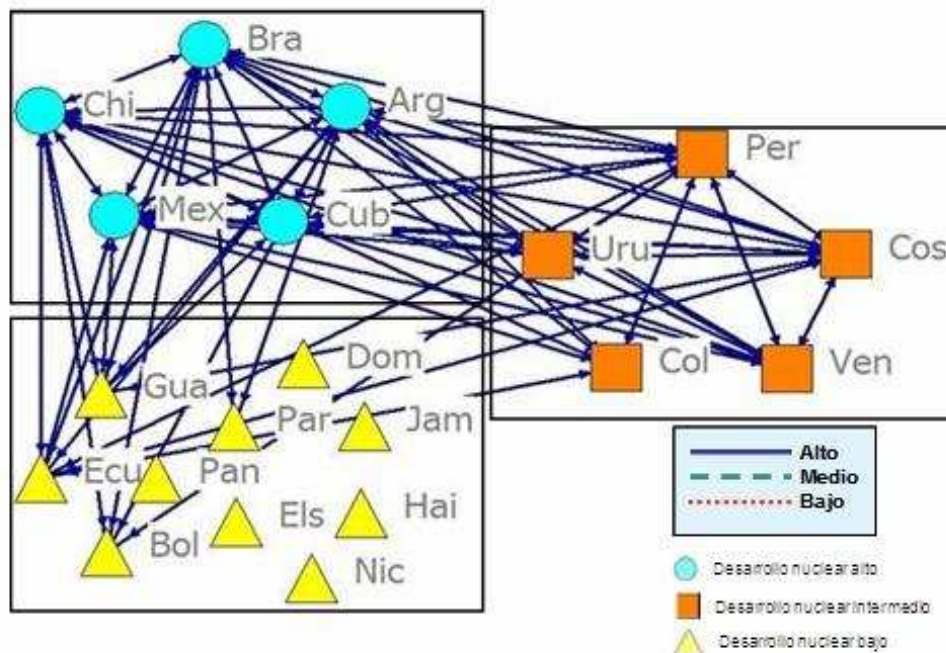 Bra
Chi
Arg
Per
Mex
Cub
Uru
Cos
Dom
Col
Ven
Gua
Par
Jam
Ecu
Pan
Els
Hai
Bol
Nic
Alto
Medio
Bajo
Desarrollo nuclear alto
Desarrollo nuclear intermedio
Desarrollo nuclear bajo